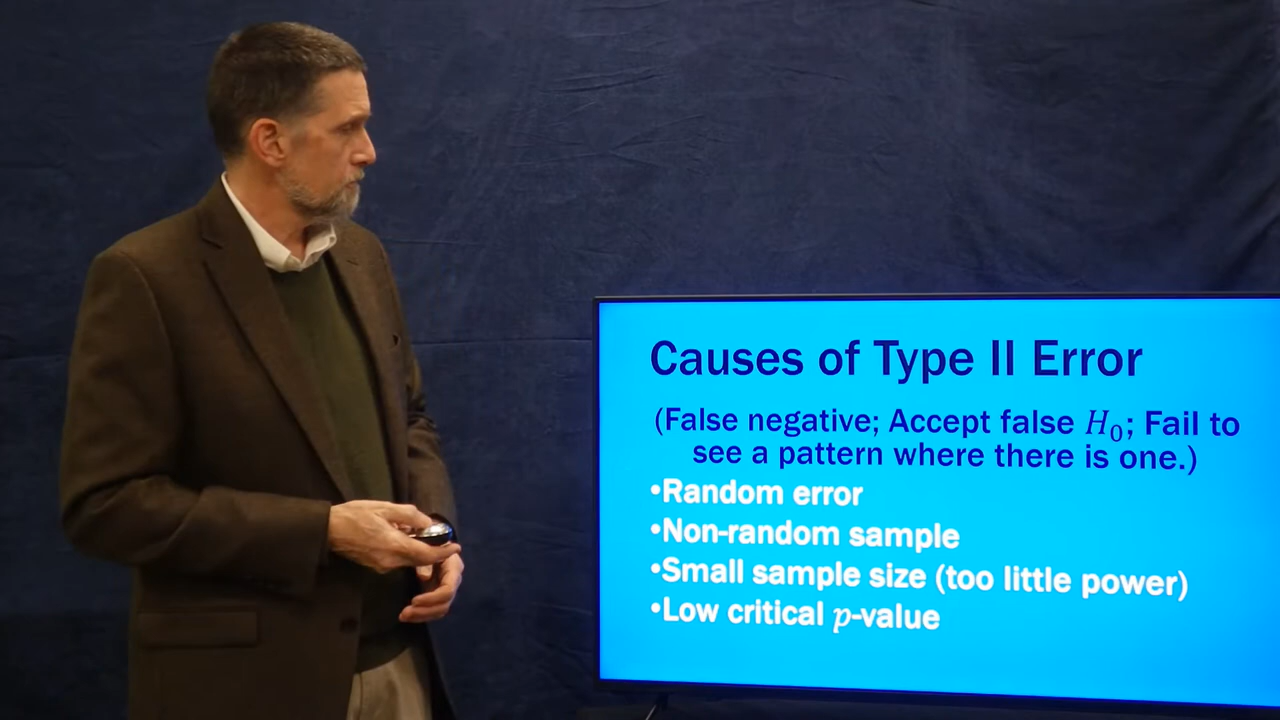 Causes of Type II Error
(False negative; Accept false H₀; Fail to
see a pattern where there is one.)
•Random error
•Non-random sample
•Small sample size (too little power)
•Low critical p-value